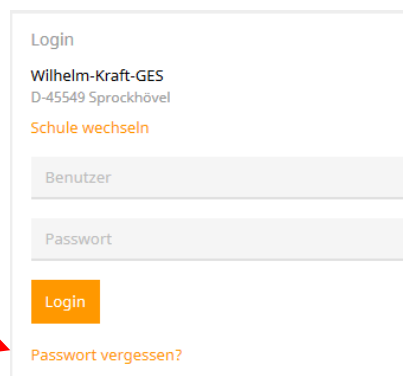 Login
Wilhelm-Kraft-GES
D-45549 Sprockhövel
Schule wechseln
Benutzer
Passwort
Login
Passwort vergessen?